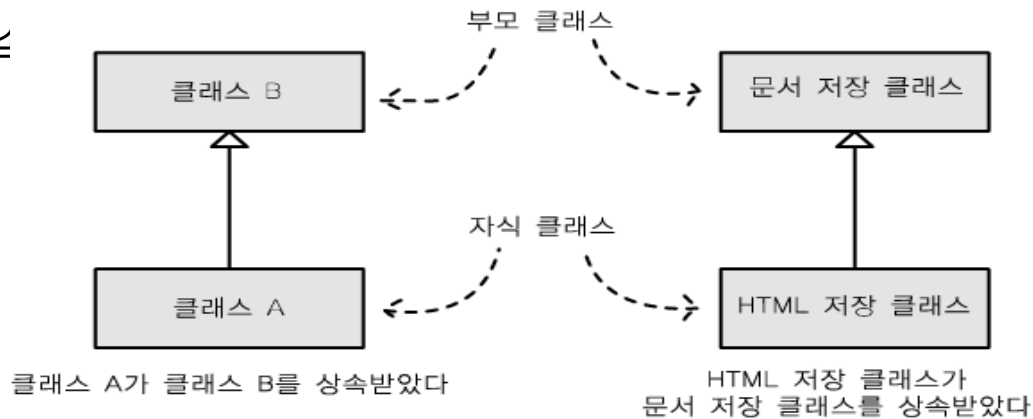 부모 클래스
클래스 B
문서 저장 클래스
자식 클래스
클래스 A
HTML 저장 클래스
클래스 A가 클래스 B를 상속받았다
HTML 저장 클래스가
문서 저장 클래스를 상속받았다